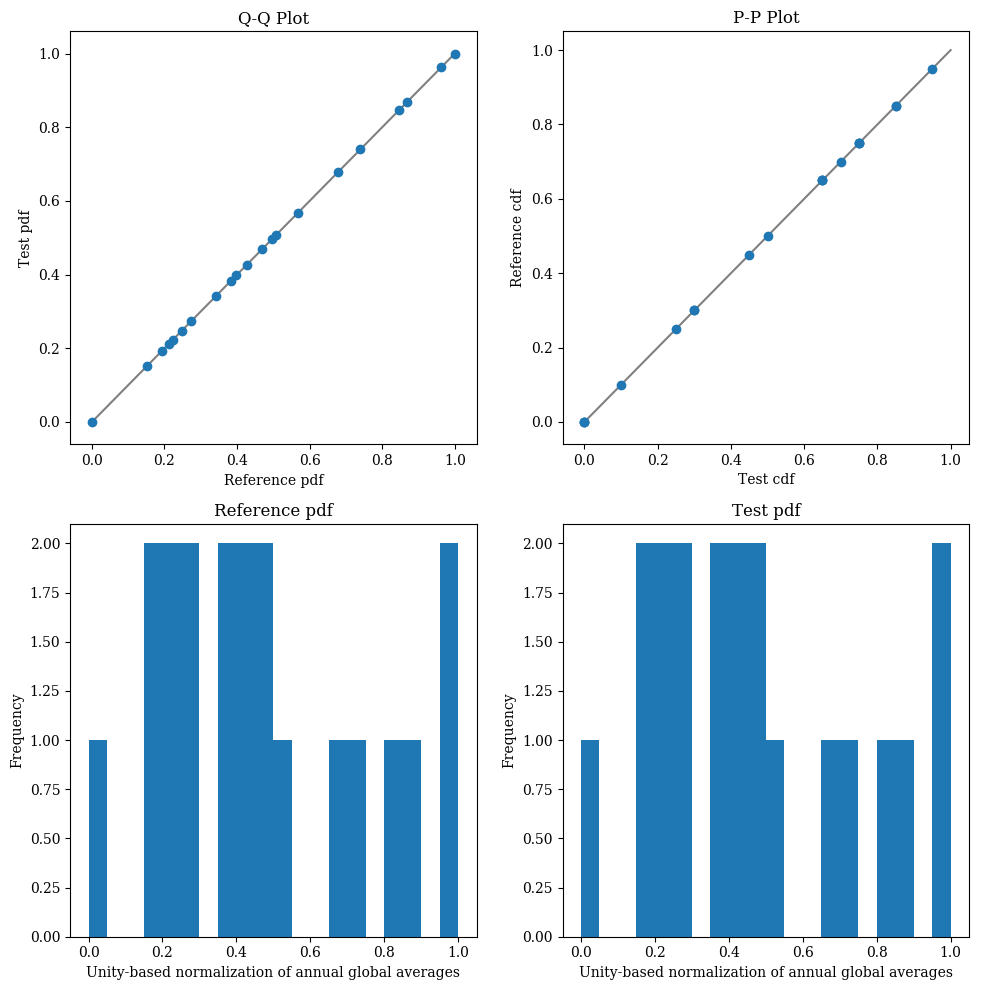 Q-Q Plot
1.0
0.8
0.6
0.4
0.2
0.0
Test pdf
0.0 0.2 0.4 0.6 0.8 1.0
Reference pdf
P-P Plot
1.0
0.8
0.6
0.4
0.2
0.0
Reference cdf
0.0 0.2 0.4 0.6 0.8 1.0
Test cdf
Reference pdf
2.00
1.75
1.50
1.25
1.00
0.75
0.50
0.25
0.00
Frequency
0.0 0.2 0.4 0.6 0.8 1.0
Unity-based normalization of annual global averages
Test pdf
2.00
1.75
1.50
1.25
1.00
0.75
0.50
0.25
0.00
Frequency
0.0 0.2 0.4 0.6 0.8 1.0
Unity-based normalization of annual global averages